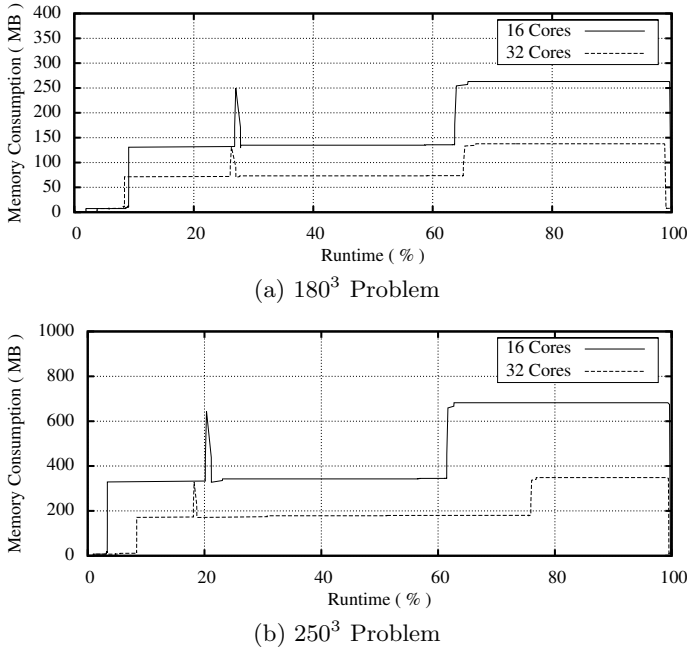 Memory Consumption ( MB )
400
350
300
250
200
150
100
50
0
16 Cores
32 Cores
0 20 40 60 80 100
Runtime ( % )
(a) 180³ Problem
Memory Consumption ( MB )
1000
800
600
400
200
0
16 Cores
32 Cores
0 20 40 60 80 100
Runtime ( % )
(b) 250³ Problem